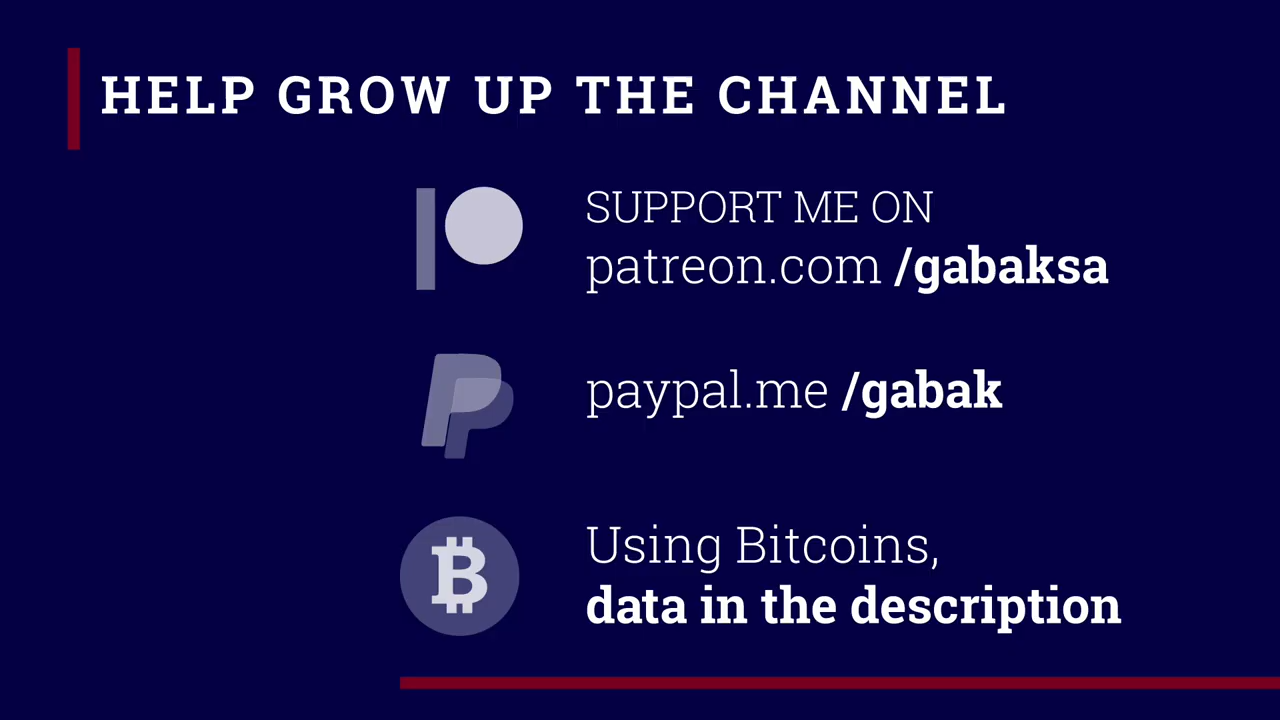 HELP GROW UP THE CHANNEL
SUPPORT ME ON
patreon.com /gabaksa
paypal.me /gabak
Using Bitcoins,
data in the description